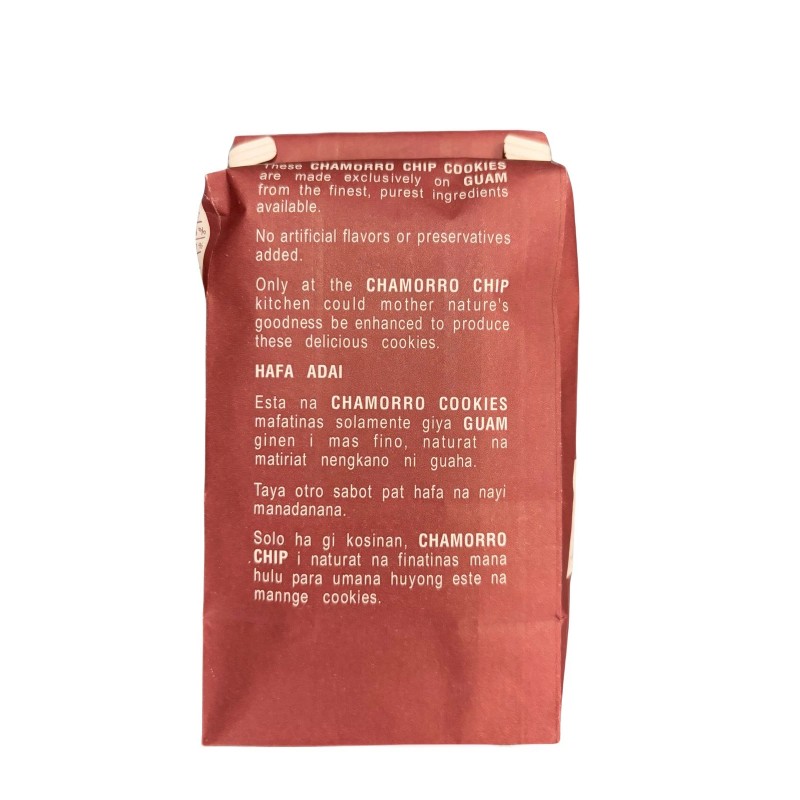 These CHAMORRO CHIP COOKIES
are made exclusively on GUAM
from the finest, purest ingredients
available.
No artificial flavors or preservatives
added.
Only at the CHAMORRO CHIP
kitchen could mother nature's
goodness be enhanced to produce
these delicious cookies.
HAFA ADAI
Esta na CHAMORRO COOKIES
mafatinas solamente giya GUAM
ginen i mas fino, naturat na
matiriat nengkano ni guaha.
Taya otro sabot pat hafa na nayi
manadanana.
Solo ha gi kosinan, CHAMORRO
CHIP i naturat na finatinas mana
hulu para umana huyong este na
mannge cookies.